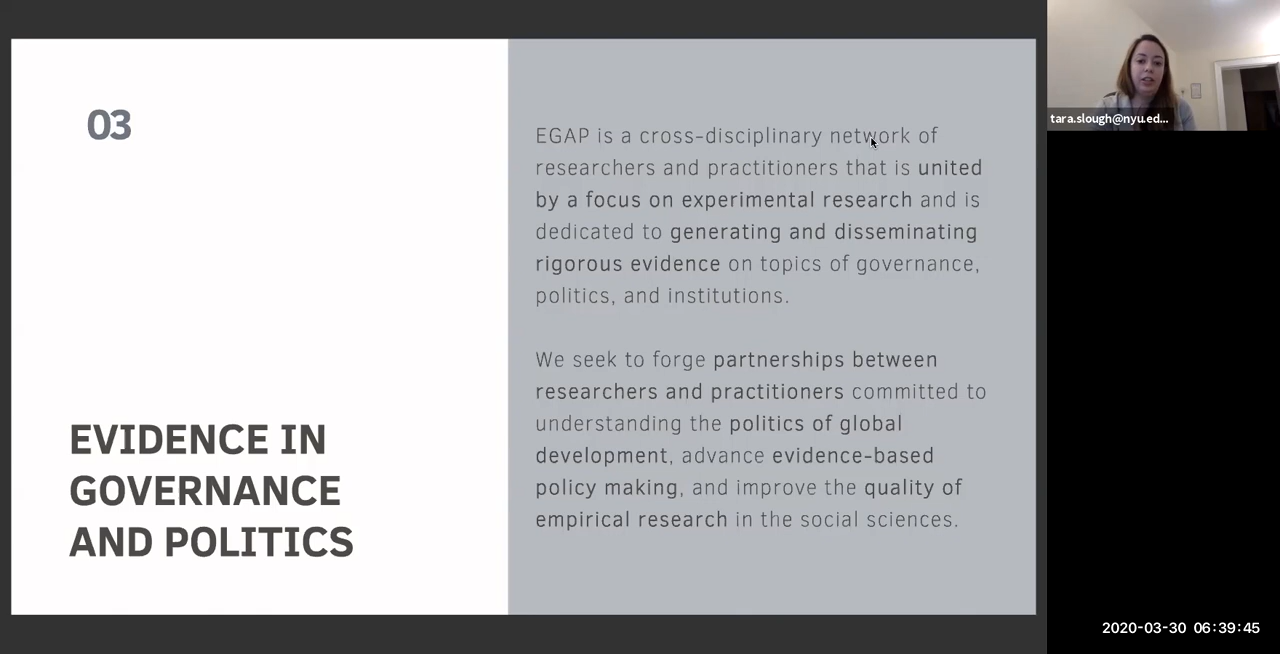 03
EVIDENCE IN
GOVERNANCE
AND POLITICS
EGAP is a cross-disciplinary network of
researchers and practitioners that is united
by a focus on experimental research and is
dedicated to generating and disseminating
rigorous evidence on topics of governance,
politics, and institutions.
We seek to forge partnerships between
researchers and practitioners committed to
understanding the politics of global
development, advance evidence-based
policy making, and improve the quality of
empirical research in the social sciences.
tara.slough@nyu.ed...
2020-03-30 06:39:45